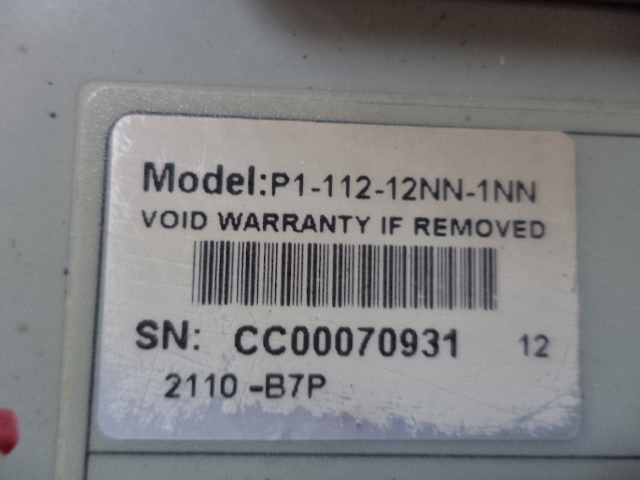 Model:P1-112-12NN-1NN
VOID WARRANTY IF REMOVED
SN: CC00070931 12
2110 -B7P